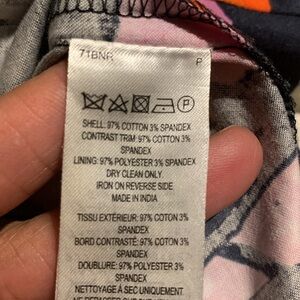 71BNR P
P
SHELL: 97% COTTON 3% SPANDEX
CONTRAST TRIM: 97% COTTON 3%
SPANDEX
LINING: 97% POLYESTER 3% SPANDEX
DRY CLEAN ONLY.
IRON ON REVERSE SIDE
MADE IN INDIA
TISSU EXTÉRIEUR: 97% COTON 3%
SPANDEX
BORD CONTRASTÉ: 97% COTON 3%
SPANDEX
DOUBLURE: 97% POLYESTER 3%
SPANDEX
NETTOYAGE À SEC UNIQUEMENT